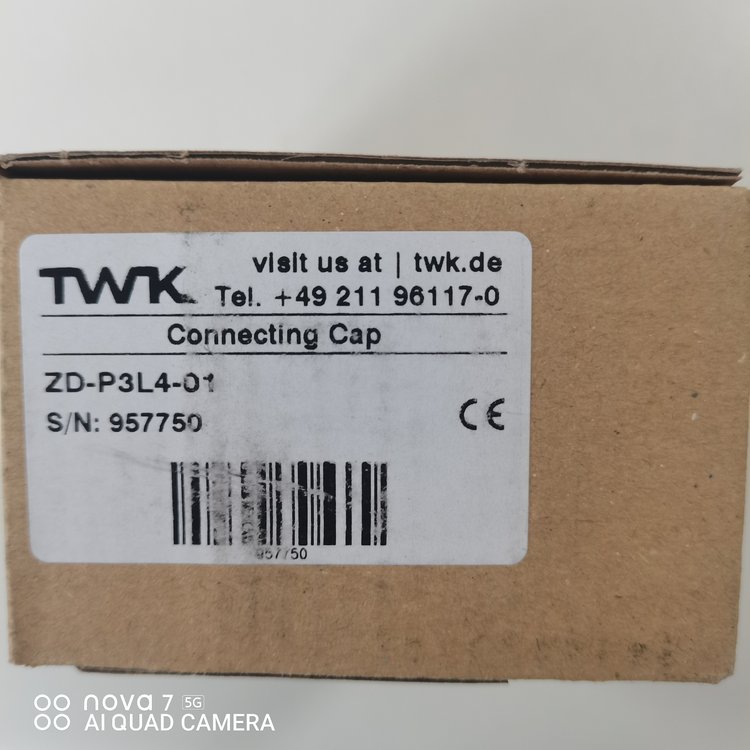 TWK
visit us at | twk.de
Tel. +49 211 96117-0
Connecting Cap
ZD-P3L4-01
S/N: 957750
CE
957750
nova 7 5G
AI QUAD CAMERA